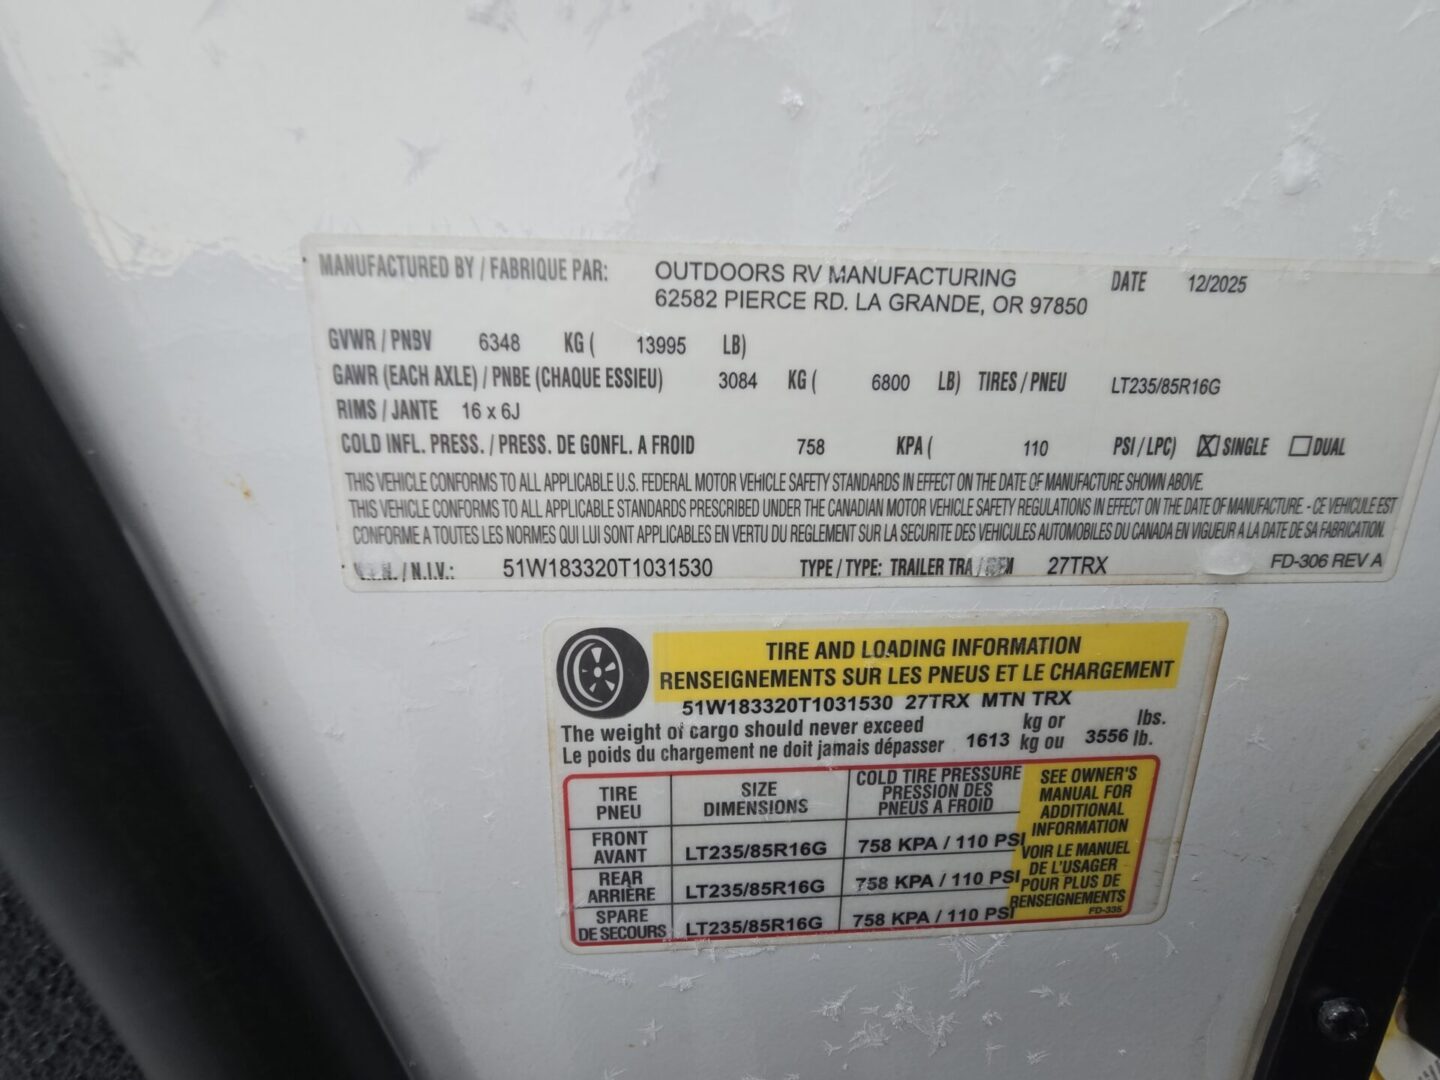 MANUFACTURED BY / FABRIQUE PAR: OUTDOORS RV MANUFACTURING DATE 12/2025
62582 PIERCE RD. LA GRANDE, OR 97850
GVWR / PNBV 6348 KG ( 13995 LB)
GAWR (EACH AXLE) / PNBE (CHAQUE ESSIEU) 3084 KG ( 6800 LB) TIRES / PNEU LT235/85R16G
RIMS / JANTE 16 x 6J
COLD INFL. PRESS. / PRESS. DE GONFL. A FROID 758 KPA ( 110 PSI / LPC) ☒ SINGLE ☐ DUAL
THIS VEHICLE CONFORMS TO ALL APPLICABLE U.S. FEDERAL MOTOR VEHICLE SAFETY STANDARDS IN EFFECT ON THE DATE OF MANUFACTURE SHOWN ABOVE.
THIS VEHICLE CONFORMS TO ALL APPLICABLE STANDARDS PRESCRIBED UNDER THE CANADIAN MOTOR VEHICLE SAFETY REGULATIONS IN EFFECT ON THE DATE OF MANUFACTURE. - CE VEHICULE EST
CONFORME A TOUTES LES NORMES QUI LUI SONT APPLICABLES EN VERTU DU REGLEMENT SUR LA SECURITE DES VEHICULES AUTOMOBILES DU CANADA EN VIGUEUR A LA DATE DE SA FABRICATION.
V.I.N. / N.I.V.: 51W183320T1031530 TYPE / TYPE: TRAILER TRA / REM 27TRX FD-306 REV A
TIRE AND LOADING INFORMATION
RENSEIGNEMENTS SUR LES PNEUS ET LE CHARGEMENT
51W183320T1031530 27TRX MTN TRX
The weight of cargo should never exceed kg or lbs.
Le poids du chargement ne doit jamais dépasser 1613 kg ou 3556 lb.
TIRE
PNEU
SIZE
DIMENSIONS
COLD TIRE PRESSURE
PRESSION DES
PNEUS A FROID
FRONT
AVANT
LT235/85R16G
758 KPA / 110 PSI
REAR
ARRIÈRE
LT235/85R16G
758 KPA / 110 PSI
SPARE
DE SECOURS
LT235/85R16G
758 KPA / 110 PSI
SEE OWNER'S
MANUAL FOR
ADDITIONAL
INFORMATION
VOIR LE MANUEL
DE L'USAGER
POUR PLUS DE
RENSEIGNEMENTS
FD-335